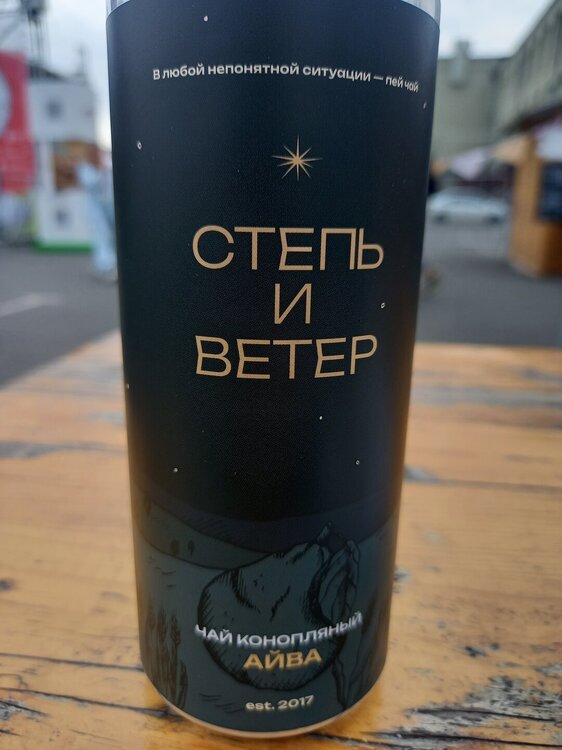 В любой непонятной ситуации — пей чай
СТЕПЬ
И
ВЕТЕР
ЧАЙ КОНОПЛЯНЫЙ
АЙВА
est. 2017